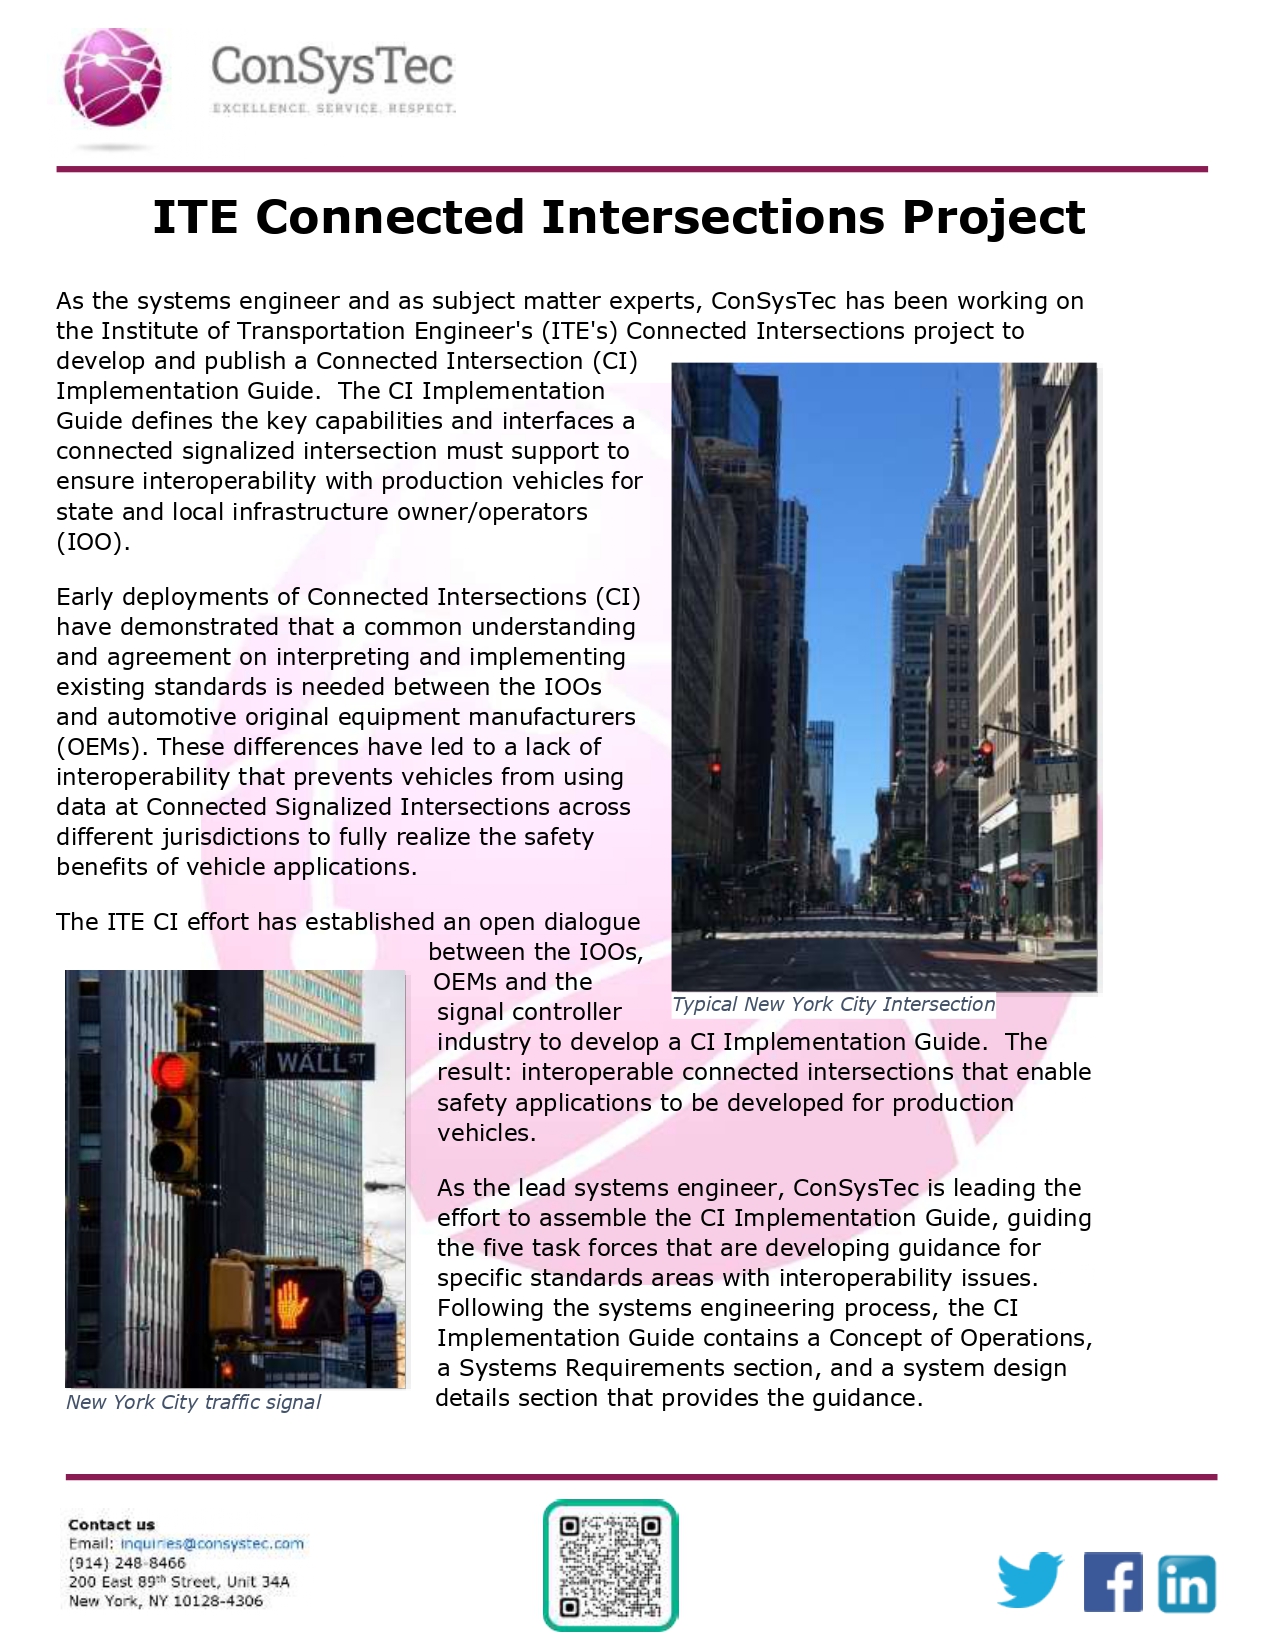 ConSysTec
EXCELLENCE. SERVICE. RESPECT.
ITE Connected Intersections Project
As the systems engineer and as subject matter experts, ConSysTec has been working on
the Institute of Transportation Engineer's (ITE's) Connected Intersections project to
develop and publish a Connected Intersection (CI)
Implementation Guide.  The CI Implementation
Guide defines the key capabilities and interfaces a
connected signalized intersection must support to
ensure interoperability with production vehicles for
state and local infrastructure owner/operators
(IOO).
Early deployments of Connected Intersections (CI)
have demonstrated that a common understanding
and agreement on interpreting and implementing
existing standards is needed between the IOOs
and automotive original equipment manufacturers
(OEMs). These differences have led to a lack of
interoperability that prevents vehicles from using
data at Connected Signalized Intersections across
different jurisdictions to fully realize the safety
benefits of vehicle applications.
Typical New York City Intersection
The ITE CI effort has established an open dialogue
between the IOOs,
OEMs and the
signal controller
industry to develop a CI Implementation Guide.  The
result: interoperable connected intersections that enable
safety applications to be developed for production
vehicles.
WALL ST
New York City traffic signal
As the lead systems engineer, ConSysTec is leading the
effort to assemble the CI Implementation Guide, guiding
the five task forces that are developing guidance for
specific standards areas with interoperability issues.
Following the systems engineering process, the CI
Implementation Guide contains a Concept of Operations,
a Systems Requirements section, and a system design
details section that provides the guidance.
Contact us
Email: inquiries@consystec.com
(914) 248-8466
200 East 89th Street, Unit 34A
New York, NY 10128-4306
f
in